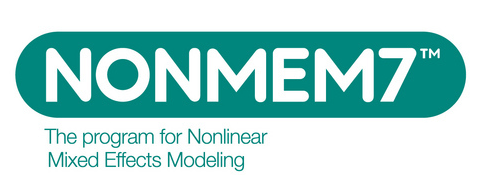 NONMEM7™
The program for Nonlinear
Mixed Effects Modeling